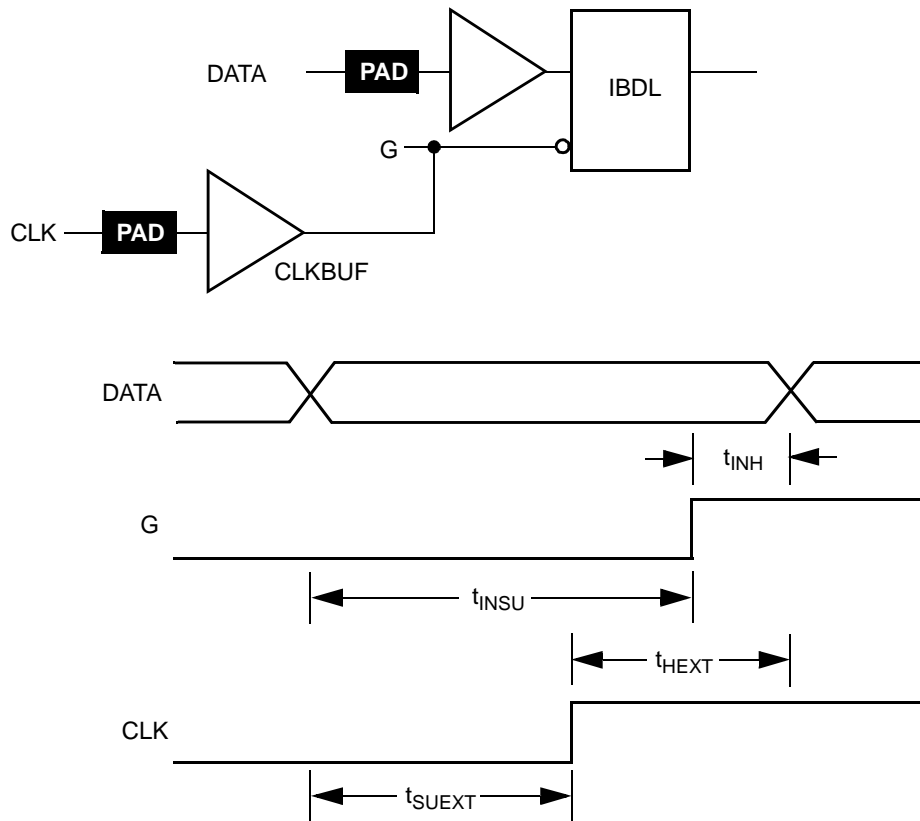 DATA
PAD
IBDL
G
CLK
PAD
CLKBUF
DATA
tINH
G
tINSU
tHEXT
CLK
tSUEXT